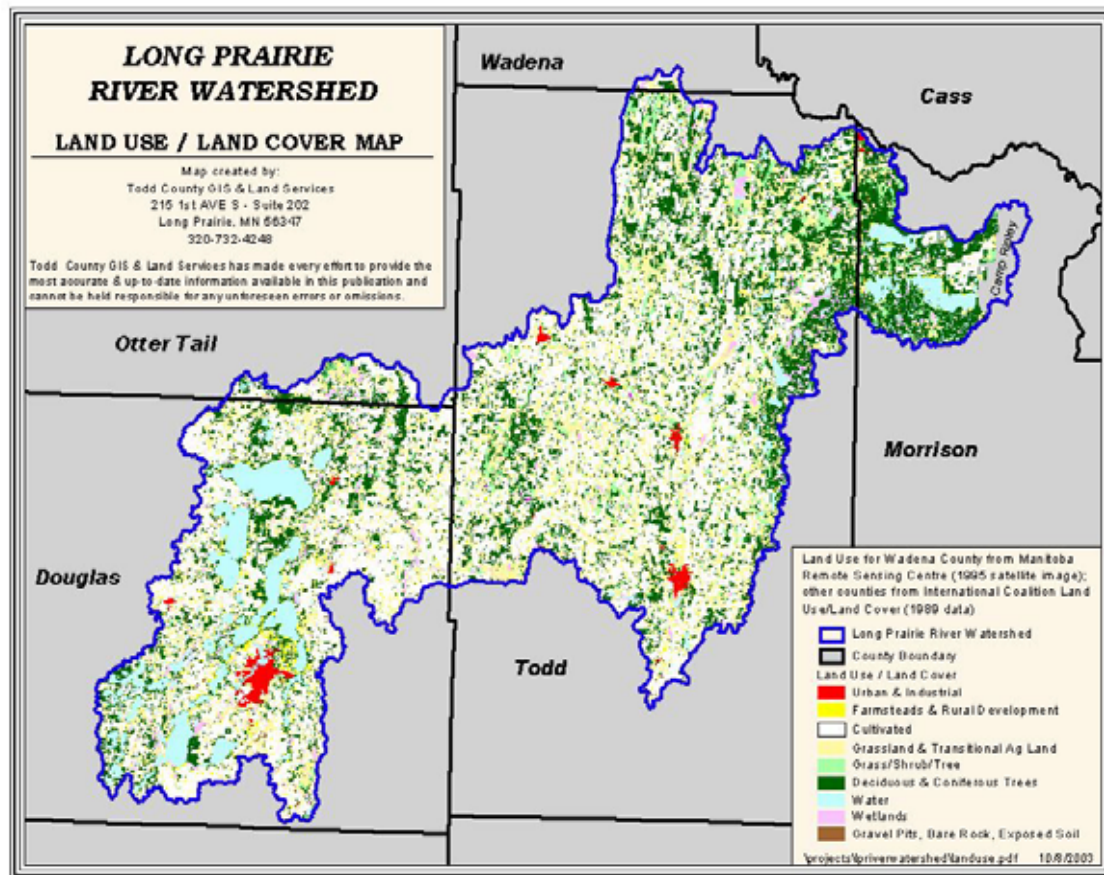 LONG PRAIRIE
RIVER WATERSHED
LAND USE / LAND COVER MAP
Map created by:
Todd County GIS & Land Services
215 1st AVE S - Suite 202
Long Prairie, MN 56347
320-732-4248
Todd County GIS & Land Services has made every effort to provide the
most accurate & up-to-date information available in this publication and
cannot be held responsible for any unforeseen errors or omissions.
Wadena
Cass
Camp Ripley
Otter Tail
Morrison
Douglas
Todd
Land Use for Wadena County from Manitoba
Remote Sensing Centre (1995 satellite image);
other counties from International Coalition Land
Use/Land Cover (1989 data)
Long Prairie River Watershed
County Boundary
Land Use / Land Cover
Urban & Industrial
Farmsteads & Rural Development
Cultivated
Grassland & Transitional Ag Land
Grass/Shrub/Tree
Deciduous & Coniferous Trees
Water
Wetlands
Gravel Pits, Bare Rock, Exposed Soil
\projects\lpriverwatershed\landuse.pdf 10/8/2003